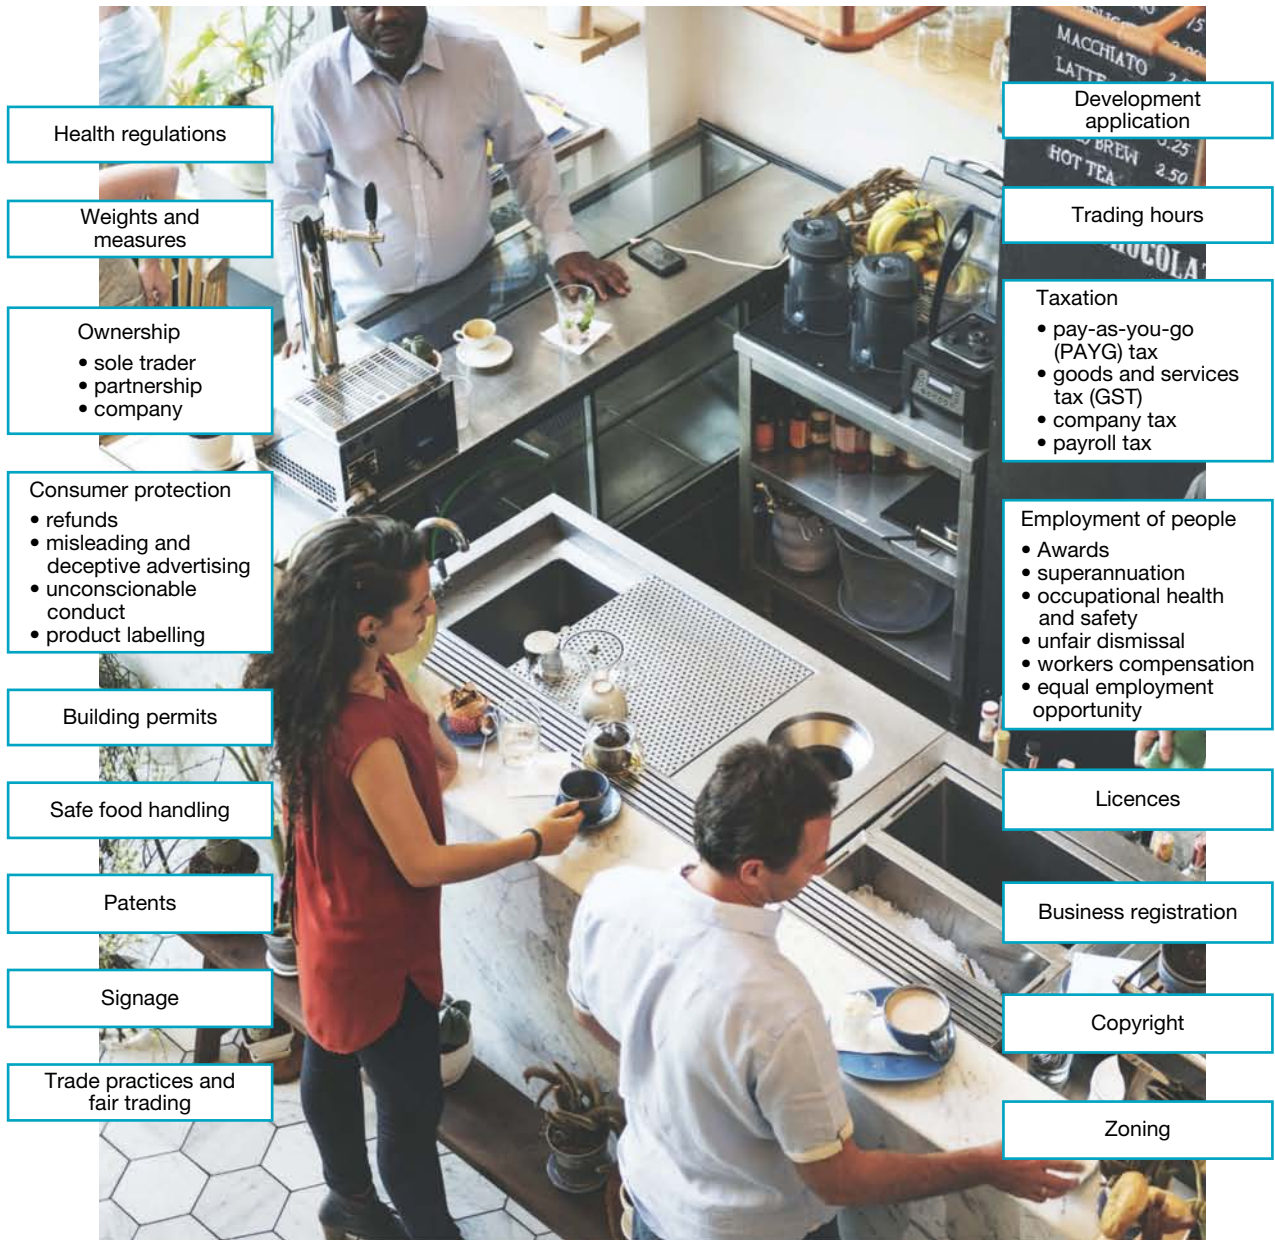 Health regulations
Weights and
measures
Ownership
• sole trader
• partnership
• company
Consumer protection
• refunds
• misleading and
deceptive advertising
• unconscionable
conduct
• product labelling
Building permits
Safe food handling
Patents
Signage
Trade practices and
fair trading
MACCHIATO
LATTE
Development
application
BREW
HOT TEA 2.50
Trading hours
Taxation
• pay-as-you-go
(PAYG) tax
• goods and services
tax (GST)
• company tax
• payroll tax
Employment of people
• Awards
• superannuation
• occupational health
and safety
• unfair dismissal
• workers compensation
• equal employment
opportunity
Licences
Business registration
Copyright
Zoning